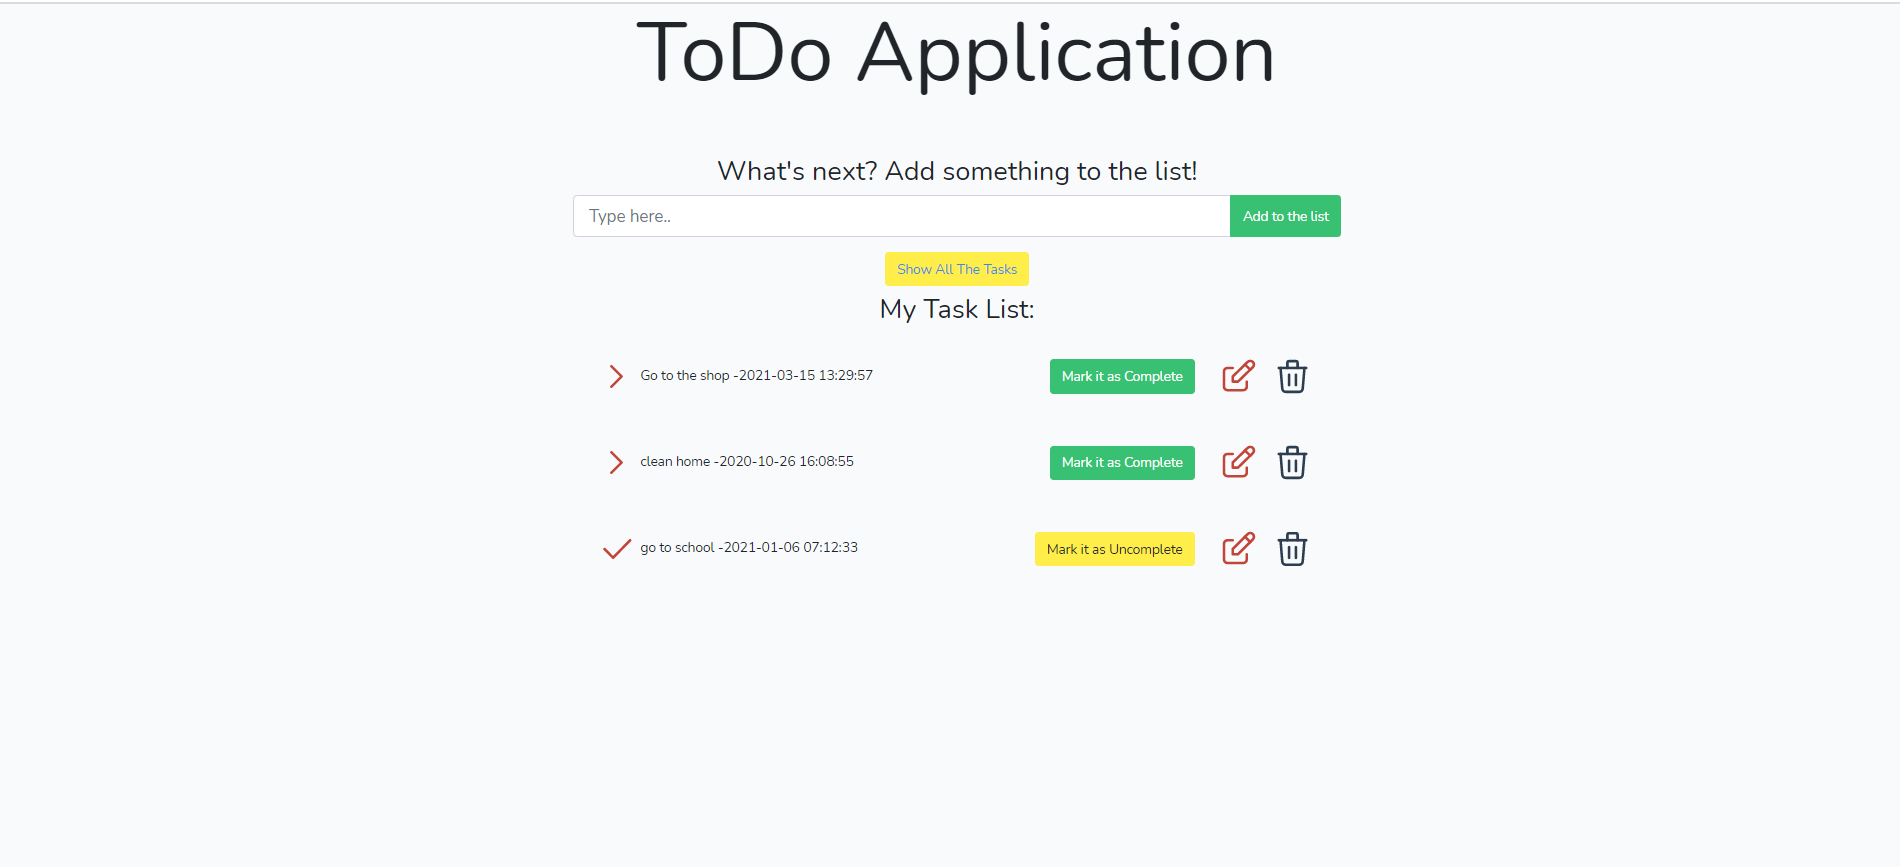 ToDo Application
What's next? Add something to the list!
Type here..
Add to the list
Show All The Tasks
My Task List:
Go to the shop -2021-03-15 13:29:57
Mark it as Complete
clean home -2020-10-26 16:08:55
Mark it as Complete
go to school -2021-01-06 07:12:33
Mark it as Uncomplete